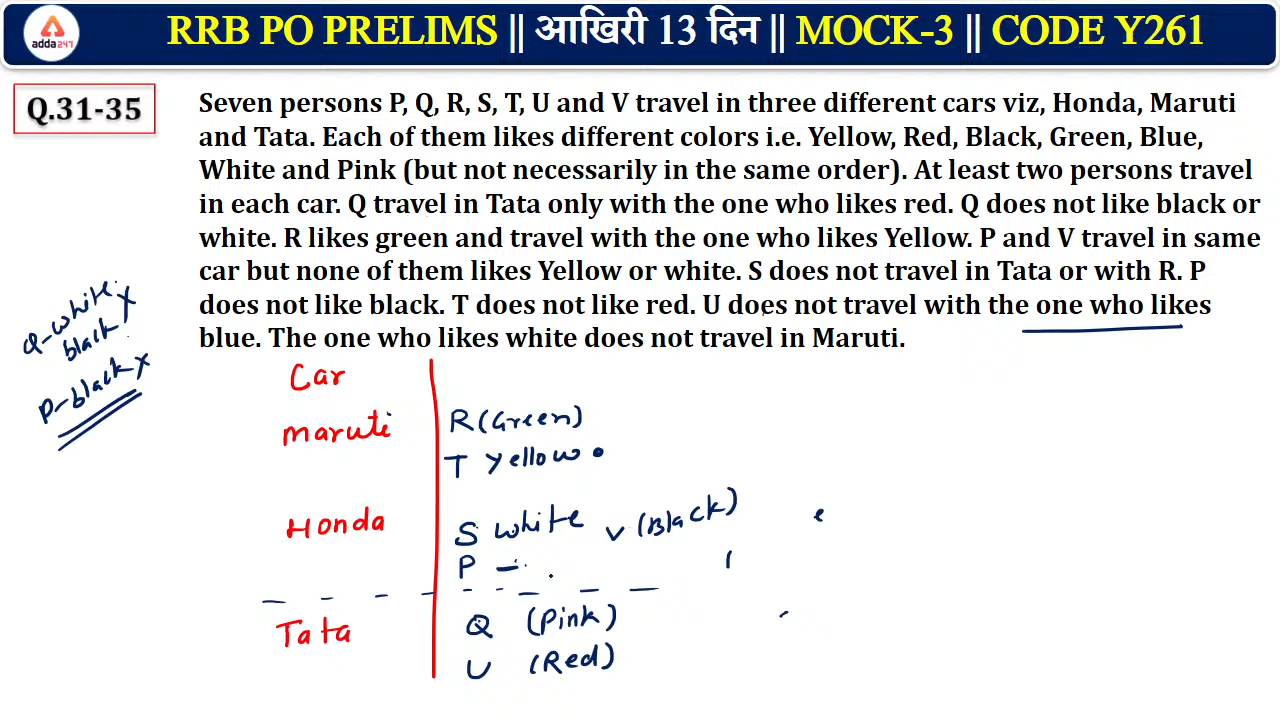 RRB PO PRELIMS || आखिरी 13 दिन || MOCK-3 || CODE Y261
adda247
Q.31-35
Seven persons P, Q, R, S, T, U and V travel in three different cars viz, Honda, Maruti
and Tata. Each of them likes different colors i.e. Yellow, Red, Black, Green, Blue,
White and Pink (but not necessarily in the same order). At least two persons travel
in each car. Q travel in Tata only with the one who likes red. Q does not like black or
white. R likes green and travel with the one who likes Yellow. P and V travel in same
car but none of them likes Yellow or white. S does not travel in Tata or with R. P
does not like black. T does not like red. U does not travel with the one who likes
blue. The one who likes white does not travel in Maruti.
Q-white x
black x
P-black x
Car
Maruti R (Green)
T Yellow
Honda S white V (Black)
P -
Tata Q (Pink)
U (Red)